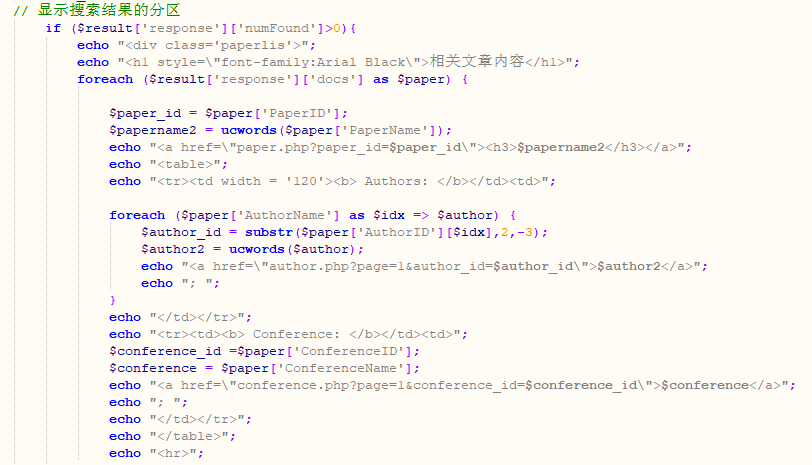 // 显示搜索结果的分区
if ($result['response']['numFound']>0){
echo "<div class='paperlis'>";
echo "<h1 style=\"font-family:Arial Black\">相关文章内容</h1>";
foreach ($result['response']['docs'] as $paper) {
$paper_id = $paper['PaperID'];
$papername2 = ucwords($paper['PaperName']);
echo "<a href=\"paper.php?paper_id=$paper_id\"><h3>$papername2</h3></a>";
echo "<table>";
echo "<tr><td width = '120'><b> Authors: </b></td><td>";
foreach ($paper['AuthorName'] as $idx => $author) {
$author_id = substr($paper['AuthorID'][$idx],2,-3);
$author2 = ucwords($author);
echo "<a href=\"author.php?page=1&author_id=$author_id\">$author2</a>";
echo "; ";
}
echo "</td></tr>";
echo "<tr><td><b> Conference: </b></td><td>";
$conference_id =$paper['ConferenceID'];
$conference = $paper['ConferenceName'];
echo "<a href=\"conference.php?page=1&conference_id=$conference_id\">$conference</a>";
echo "; ";
echo "</td></tr>";
echo "</table>";
echo "<hr>";